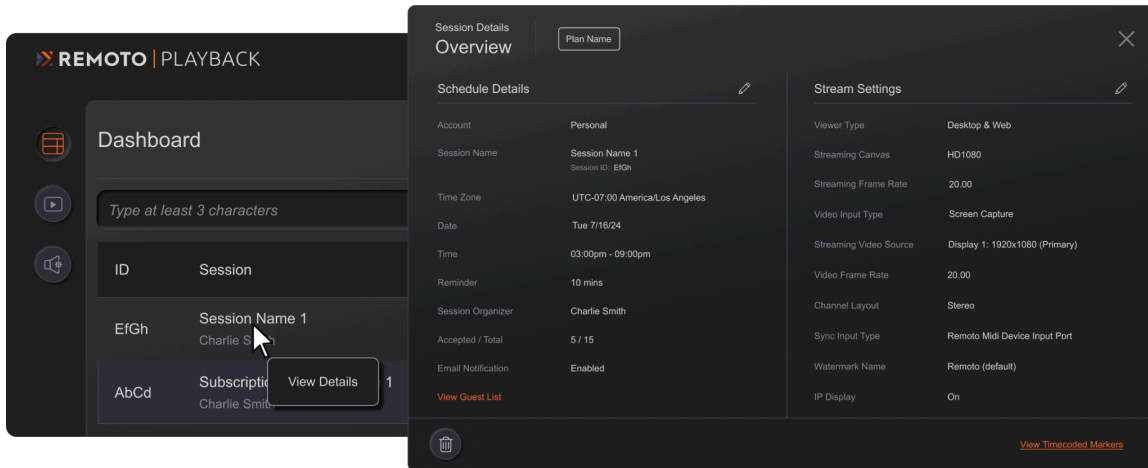 REMOTO | PLAYBACK
Dashboard
Type at least 3 characters
ID Session
EfGh Session Name 1
Charlie
View Details
AbCd 1
Charlie
Session Details
Overview
Plan Name
Schedule Details
Account Personal
Session Name Session Name 1
Session ID: EfGh
Time Zone UTC-07:00 America/Los Angeles
Date Tue 7/16/24
Time 03:00pm - 09:00pm
Reminder 10 mins
Session Organizer Charlie Smith
Accepted / Total 5 / 15
Email Notification Enabled
View Guest List
Stream Settings
Viewer Type Desktop & Web
Streaming Canvas HD1080
Streaming Frame Rate 20.00
Video Input Type Screen Capture
Streaming Video Source Display 1: 1920x1080 (Primary)
Video Frame Rate 20.00
Channel Layout Stereo
Sync Input Type Remoto Midi Device Input Port
Watermark Name Remoto (default)
IP Display On
View Timecoded Markers